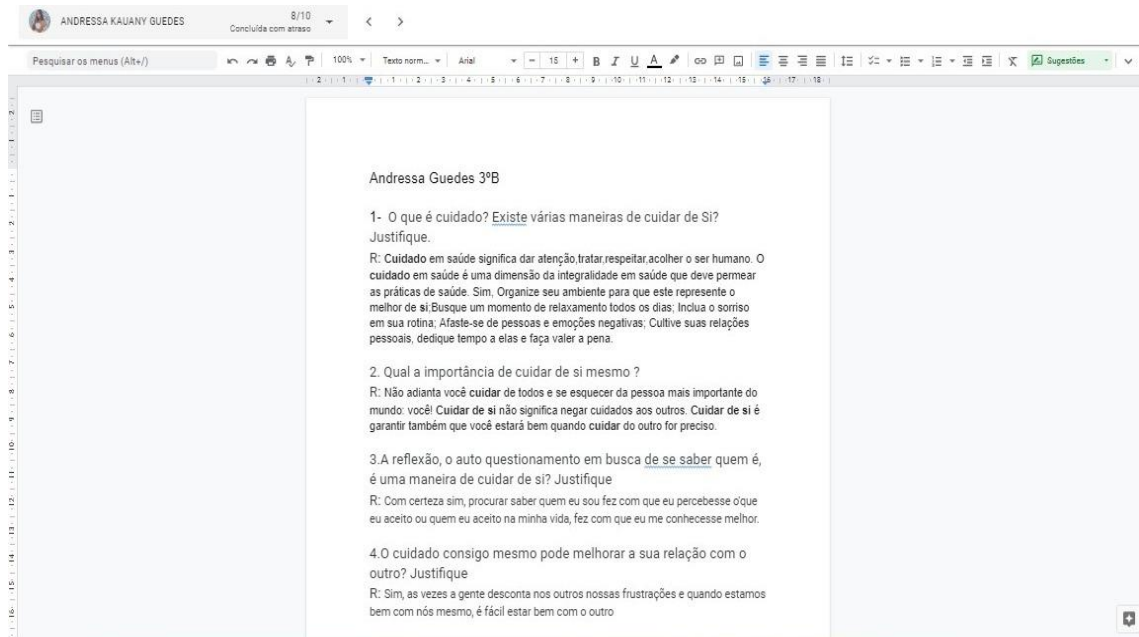 ANDRESSA KAUANY GUEDES
8/10
Concluída com atraso
Pesquisar os menus (Alt+/)
100%
Texto norm...
Arial
- 15 +
B I U A
Sugestões
Andressa Guedes 3ºB
1- O que é cuidado? Existe várias maneiras de cuidar de Si?
Justifique.
R: Cuidado em saúde significa dar atenção,tratar,respeitar,acolher o ser humano. O
cuidado em saúde é uma dimensão da integralidade em saúde que deve permear
as práticas de saúde. Sim, Organize seu ambiente para que este represente o
melhor de si;Busque um momento de relaxamento todos os dias; Inclua o sorriso
em sua rotina; Afaste-se de pessoas e emoções negativas; Cultive suas relações
pessoais, dedique tempo a elas e faça valer a pena.
2. Qual a importância de cuidar de si mesmo ?
R: Não adianta você cuidar de todos e se esquecer da pessoa mais importante do
mundo: você! Cuidar de si não significa negar cuidados aos outros. Cuidar de si é
garantir também que você estará bem quando cuidar do outro for preciso.
3.A reflexão, o auto questionamento em busca de se saber quem é,
é uma maneira de cuidar de si? Justifique
R: Com certeza sim, procurar saber quem eu sou fez com que eu percebesse o'que
eu aceito ou quem eu aceito na minha vida, fez com que eu me conhecesse melhor.
4.O cuidado consigo mesmo pode melhorar a sua relação com o
outro? Justifique
R: Sim, as vezes a gente desconta nos outros nossas frustrações e quando estamos
bem com nós mesmo, é fácil estar bem com o outro